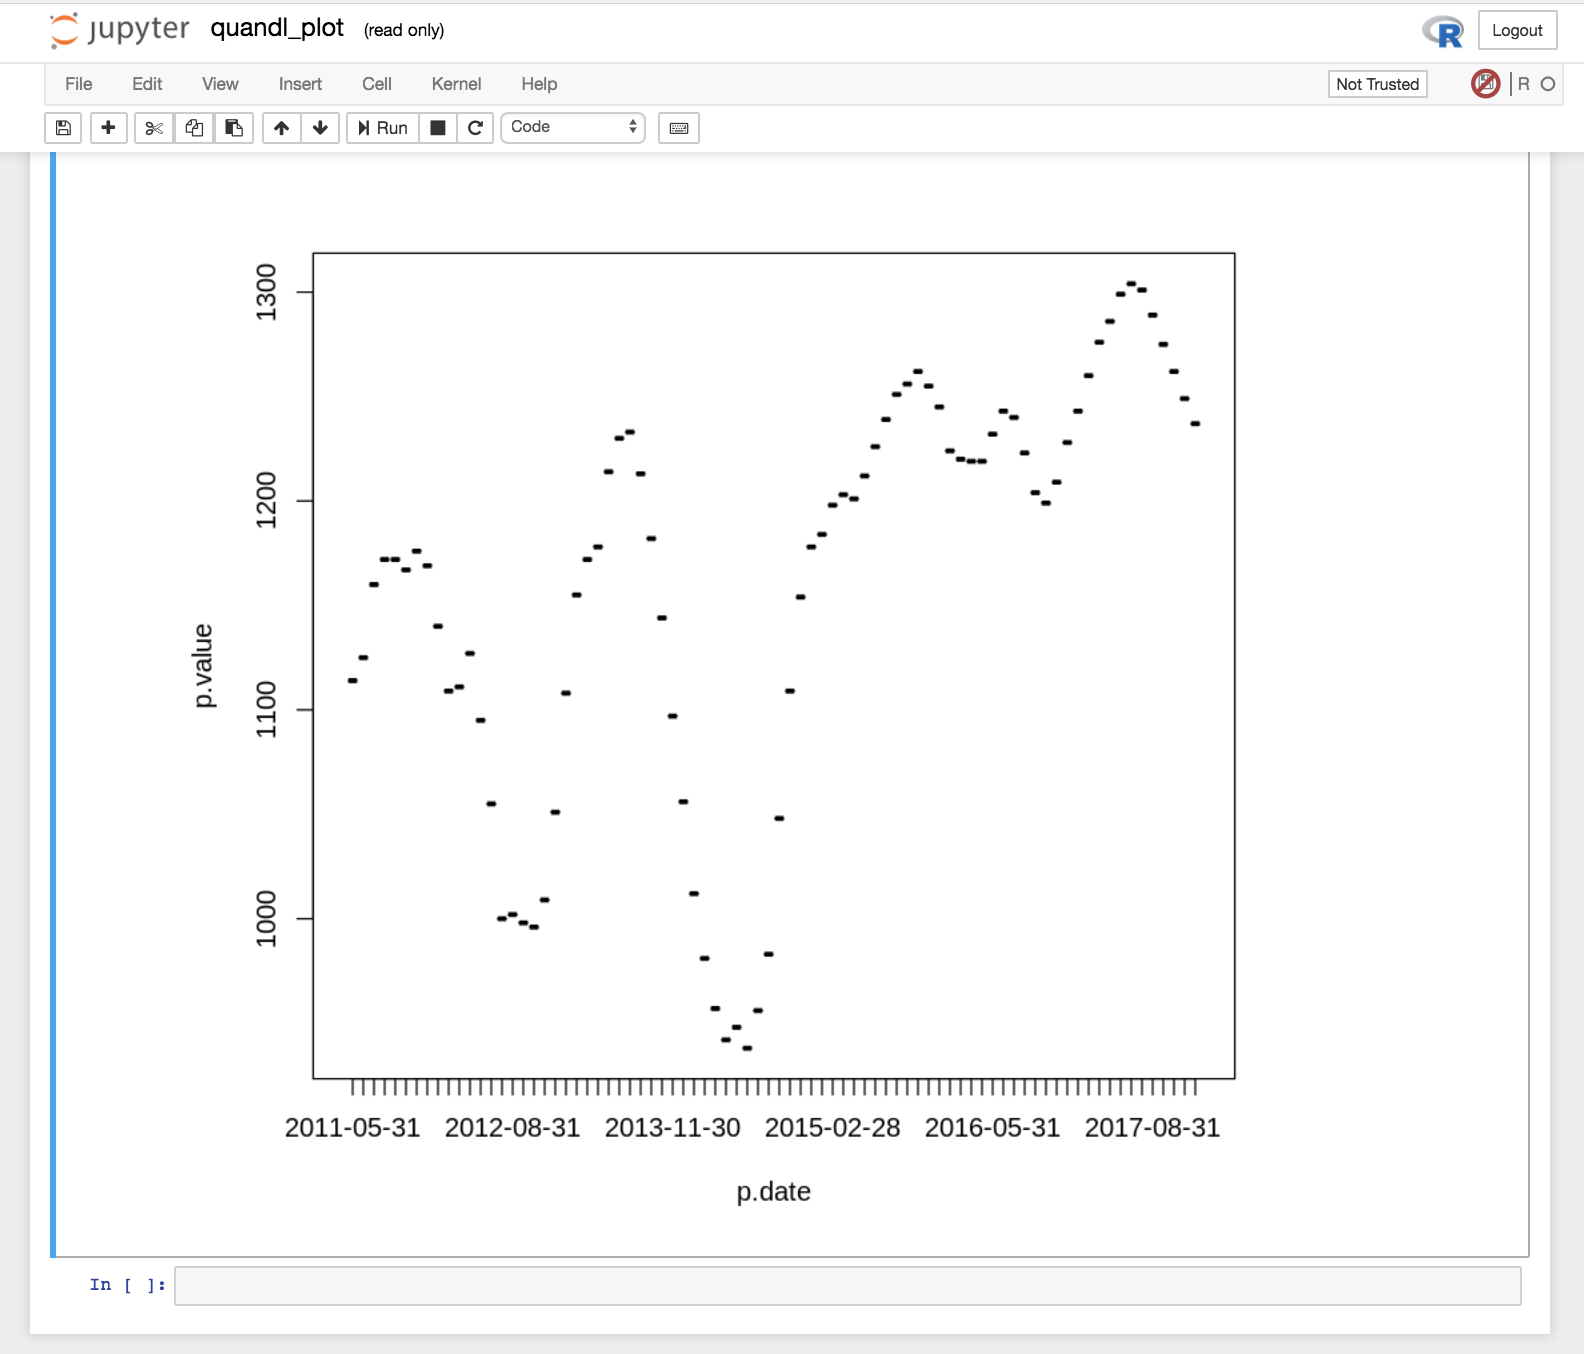 jupyter quandl_plot (read only) R Logout
File Edit View Insert Cell Kernel Help Not Trusted R
Run Code
1300
1200
1100
1000
p.value
2011-05-31 2012-08-31 2013-11-30 2015-02-28 2016-05-31 2017-08-31
p.date
In [ ]: